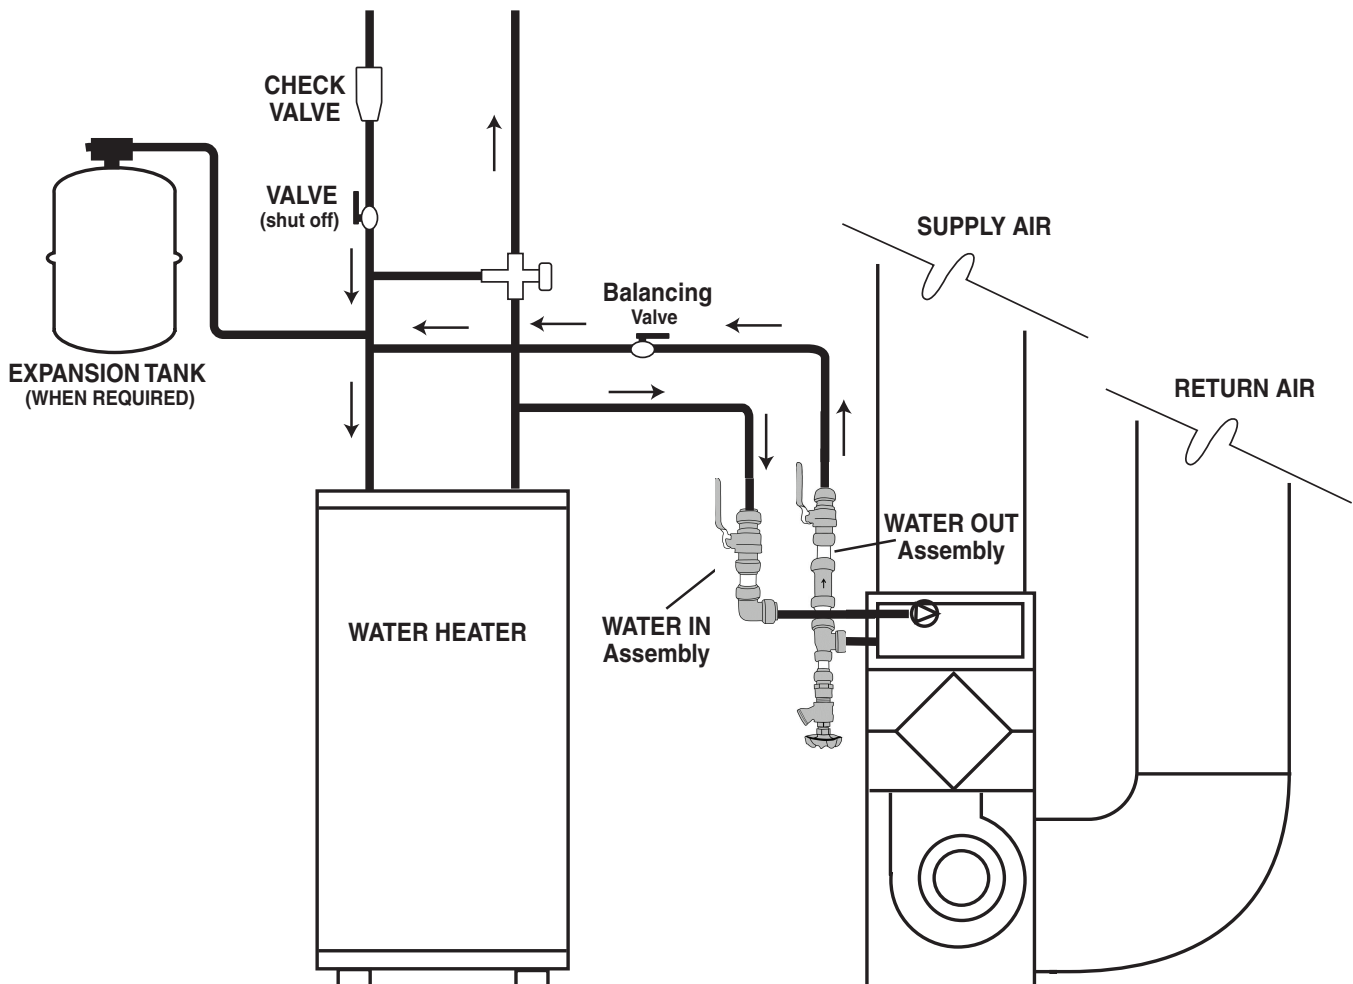 CHECK
VALVE
VALVE
(shut off)
SUPPLY AIR
Balancing
Valve
EXPANSION TANK
(WHEN REQUIRED)
RETURN AIR
WATER OUT
Assembly
WATER IN
Assembly
WATER HEATER